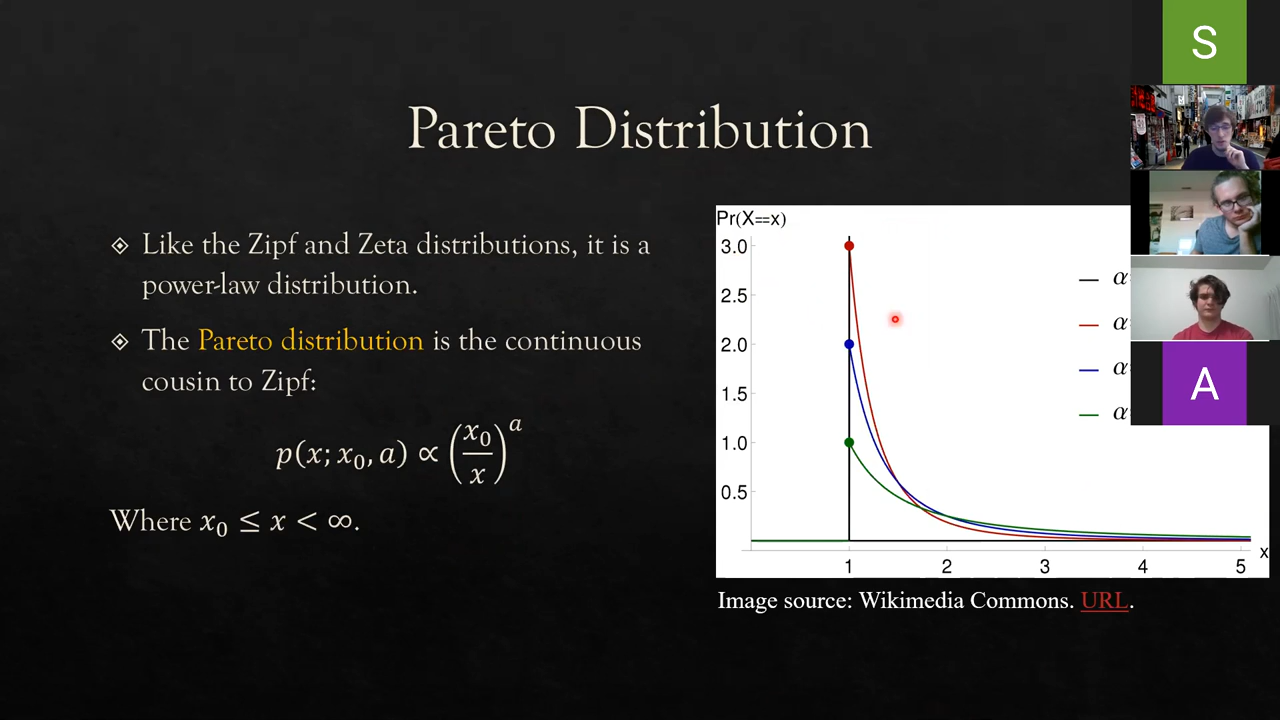 Pareto Distribution
Like the Zipf and Zeta distributions, it is a
power-law distribution.
The Pareto distribution is the continuous
cousin to Zipf:
p(x; x₀, a) ∝ (x₀/x)ᵃ
Where x₀ ≤ x < ∞.
Pr(X==x)
3.0
2.5
2.0
1.5
1.0
0.5
1 2 3 4 5
x
α
α
α
α
Image source: Wikimedia Commons. URL.
S
A